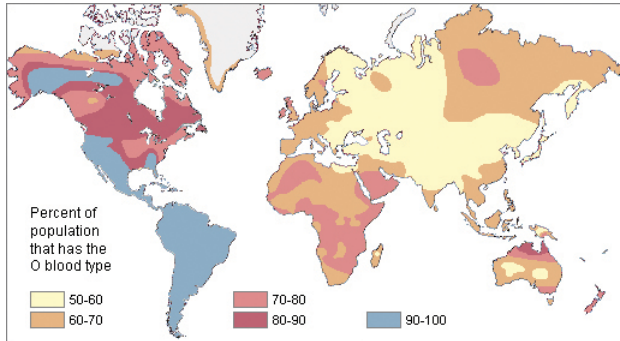 Percent of
population
that has the
O blood type
50-60
70-80
60-70
80-90
90-100